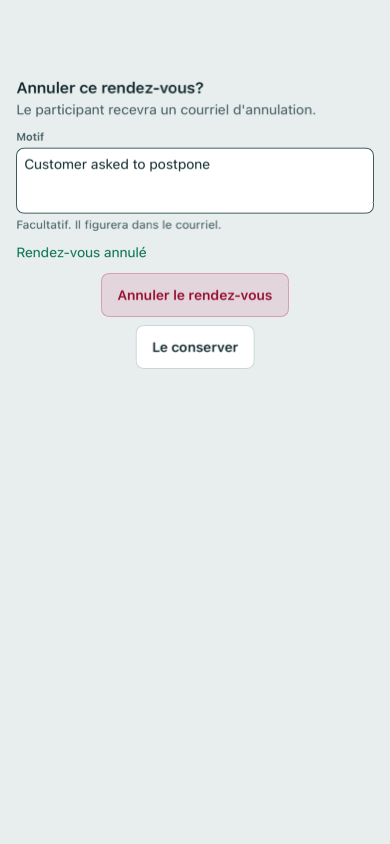 Annuler ce rendez-vous?
Le participant recevra un courriel d'annulation.
Motif
Customer asked to postpone
Facultatif. Il figurera dans le courriel.
Rendez-vous annulé
Annuler le rendez-vous
Le conserver